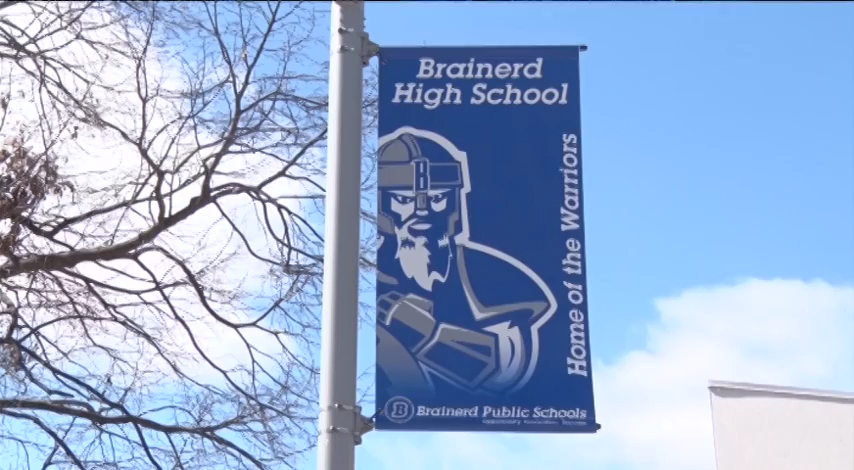 Brainerd
High School
Home of the Warriors
B
B
Brainerd Public Schools